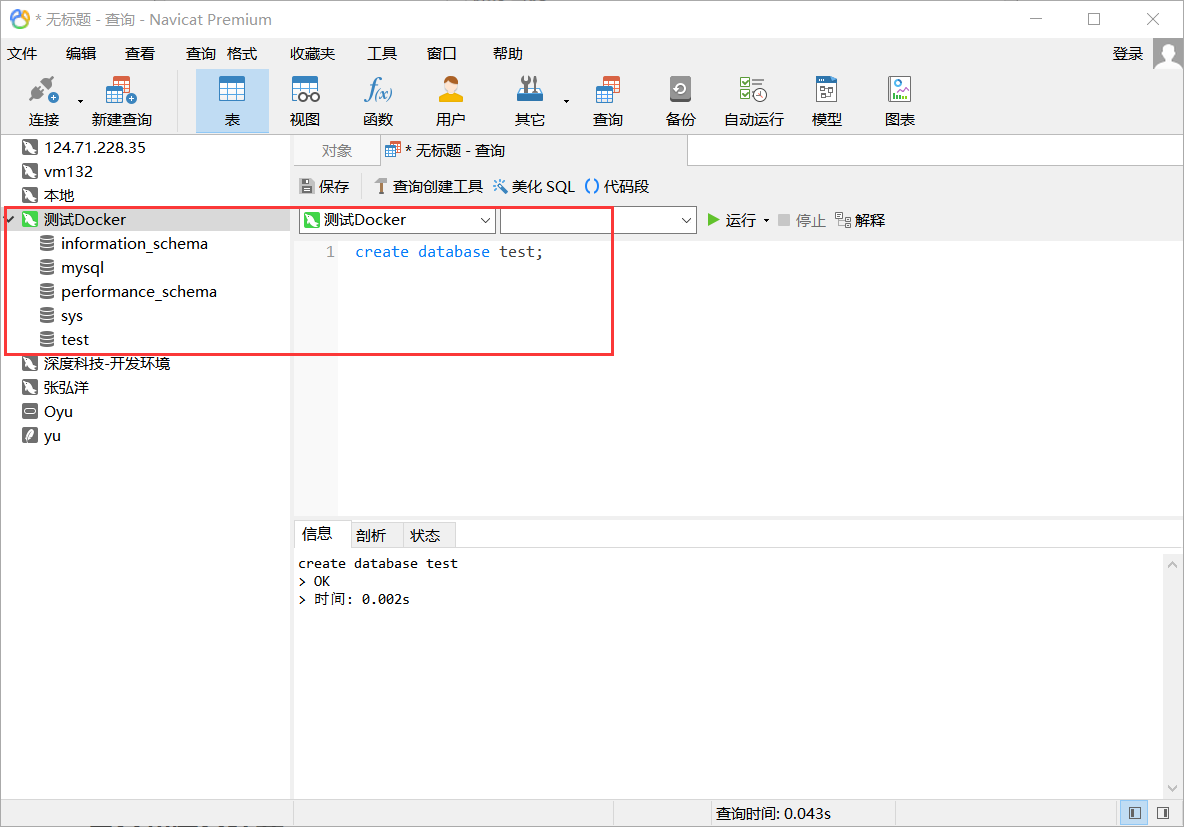 * 无标题 - 查询 - Navicat Premium
文件 编辑 查看 查询 格式 收藏夹 工具 窗口 帮助 登录
连接 新建查询 表 视图 函数 用户 其它 查询 备份 自动运行 模型 图表
f(x)
124.71.228.35
vm132
本地
测试Docker
information_schema
mysql
performance_schema
sys
test
深度科技-开发环境
张弘洋
Oyu
yu
对象 * 无标题 - 查询
保存 查询创建工具 美化 SQL () 代码段
测试Docker 运行 停止 解释
1 create database test;
信息 剖析 状态
create database test
> OK
> 时间: 0.002s
查询时间: 0.043s